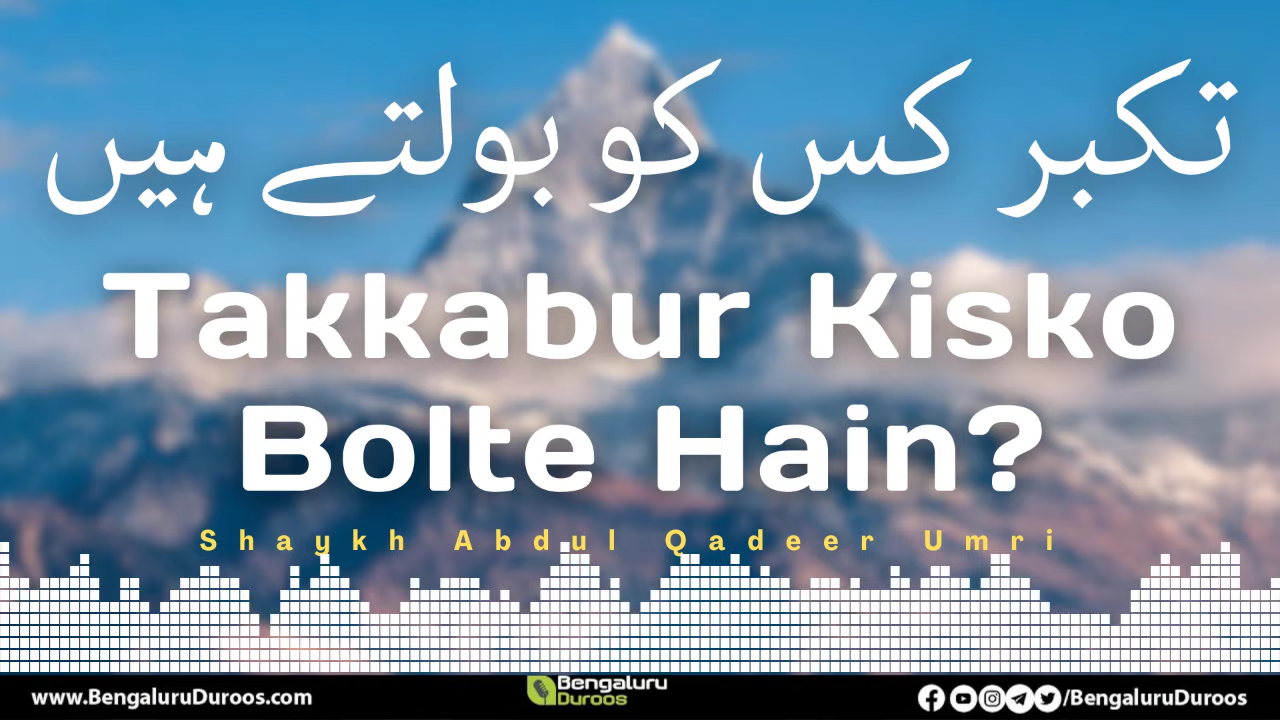 تکبر کس کو بولتے ہیں
Takkabur Kisko
Bolte Hain?
Shaykh Abdul Qadeer Umri
www.BengaluruDuroos.com
Bengaluru
Duroos
/BengaluruDuroos